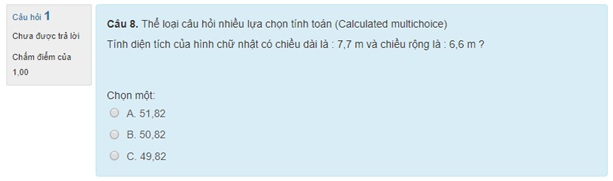 Câu hỏi 1
Chưa được trả lời
Chấm điểm của
1,00
Câu 8. Thể loại câu hỏi nhiều lựa chọn tính toán (Calculated multichoice)
Tính diện tích của hình chữ nhật có chiều dài là : 7,7 m và chiều rộng là : 6,6 m ?
Chọn một:
A. 51,82
B. 50,82
C. 49,82